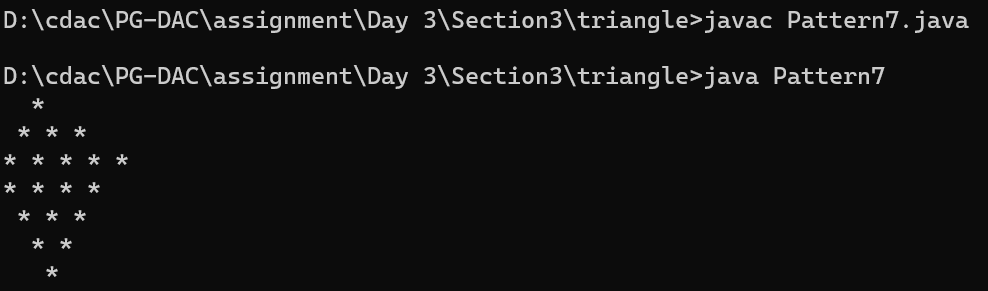 D:\cdac\PG-DAC\assignment\Day 3\Section3\triangle>javac Pattern7.java
D:\cdac\PG-DAC\assignment\Day 3\Section3\triangle>java Pattern7
  *
 * * *
* * * * *
* * * *
 * * *
  * *
   *